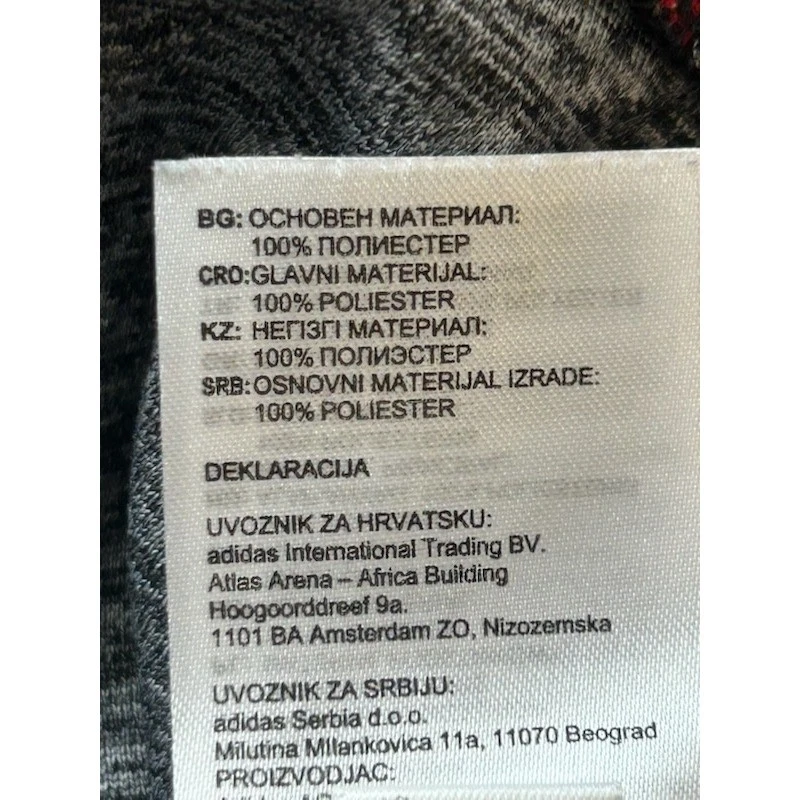 BG: ОСНОВЕН МАТЕРИАЛ:
100% ПОЛИЕСТЕР
CRO: GLAVNI MATERIJAL:
100% POLIESTER
KZ: НЕГІЗГІ МАТЕРИАЛ:
100% ПОЛИЭСТЕР
SRB: OSNOVNI MATERIJAL IZRADE:
100% POLIESTER
DEKLARACIJA
UVOZNIK ZA HRVATSKU:
adidas International Trading BV.
Atlas Arena – Africa Building
Hoogoorddreef 9a.
1101 BA Amsterdam ZO, Nizozemska
UVOZNIK ZA SRBIJU:
adidas Serbia d.o.o.
Milutina Milankovica 11a, 11070 Beograd
PROIZVODJAC: